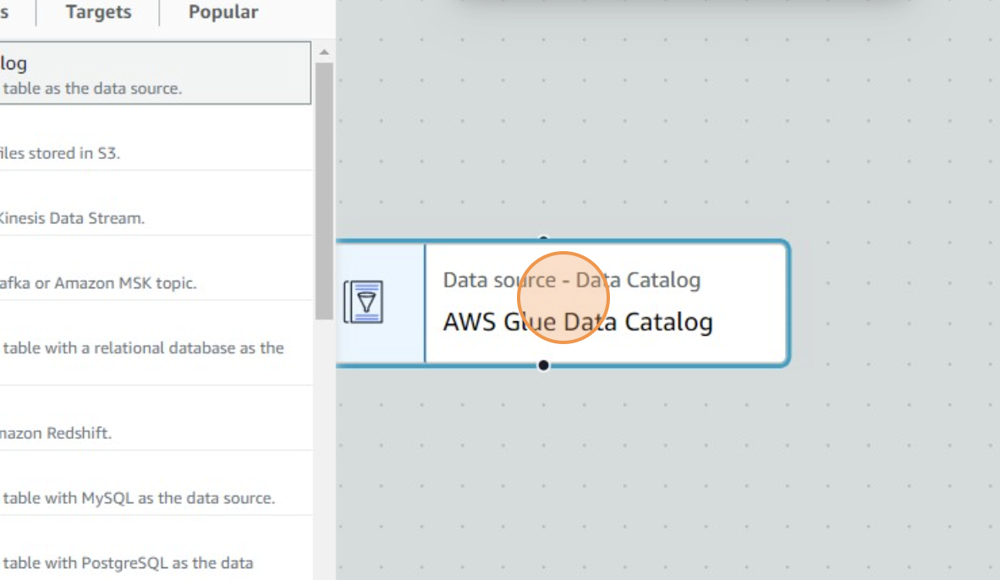 Targets
Popular
log
table as the data source.
files stored in S3.
Kinesis Data Stream.
afka or Amazon MSK topic.
table with a relational database as the
mazon Redshift.
table with MySQL as the data source.
table with PostgreSQL as the data
Data source - Data Catalog
AWS Glue Data Catalog